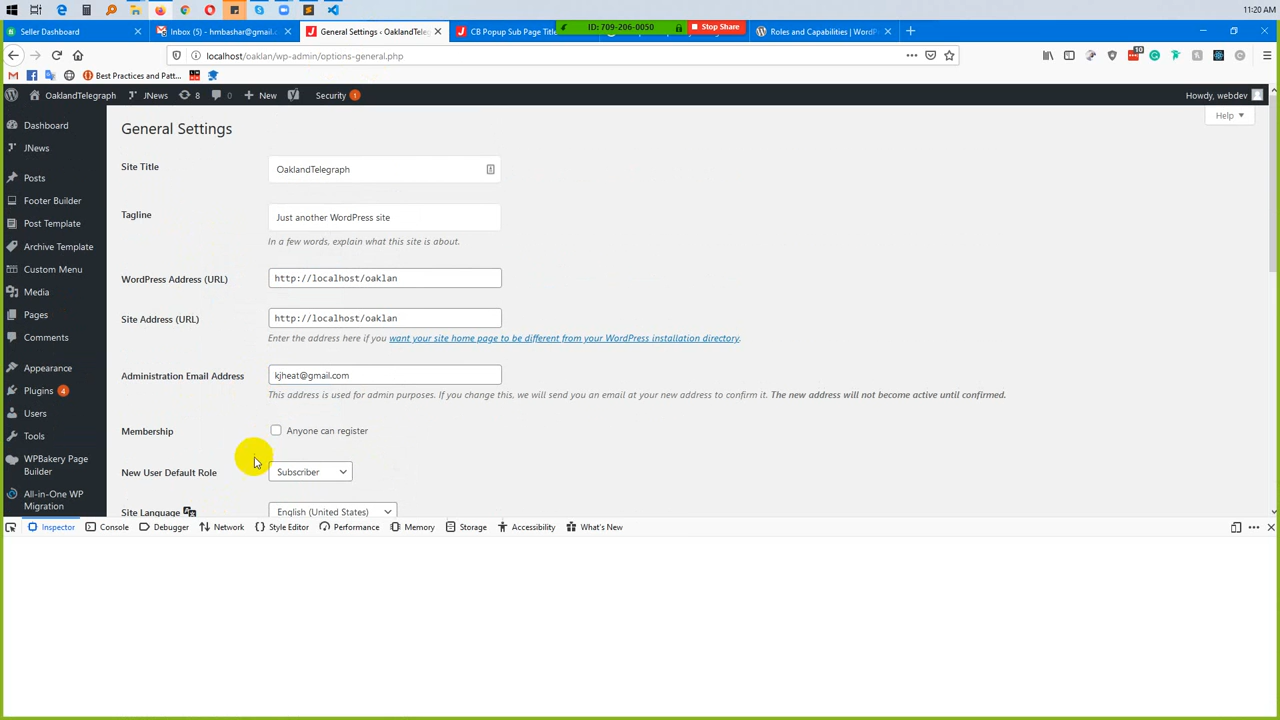 11:20 AM
Seller Dashboard
Inbox (5) - hmbashar@gmail.c
General Settings ‹ OaklandTeleg
CB Popup Sub Page Title
ID: 709-206-0050
Stop Share
Roles and Capabilities | WordPr
localhost/oaklan/wp-admin/options-general.php
10
Best Practices and Patt...
OaklandTelegraph
JNews
8
0
New
Security 1
Howdy, webdev
Help
Dashboard
JNews
Posts
Footer Builder
Post Template
Archive Template
Custom Menu
Media
Pages
Comments
Appearance
Plugins 4
Users
Tools
WPBakery Page
Builder
All-in-One WP
Migration
General Settings
Site Title
OaklandTelegraph
Tagline
Just another WordPress site
In a few words, explain what this site is about.
WordPress Address (URL)
http://localhost/oaklan
Site Address (URL)
http://localhost/oaklan
Enter the address here if you want your site home page to be different from your WordPress installation directory.
Administration Email Address
kjheat@gmail.com
This address is used for admin purposes. If you change this, we will send you an email at your new address to confirm it. The new address will not become active until confirmed.
Membership
Anyone can register
New User Default Role
Subscriber
Site Language
English (United States)
Inspector
Console
Debugger
Network
Style Editor
Performance
Memory
Storage
Accessibility
What's New